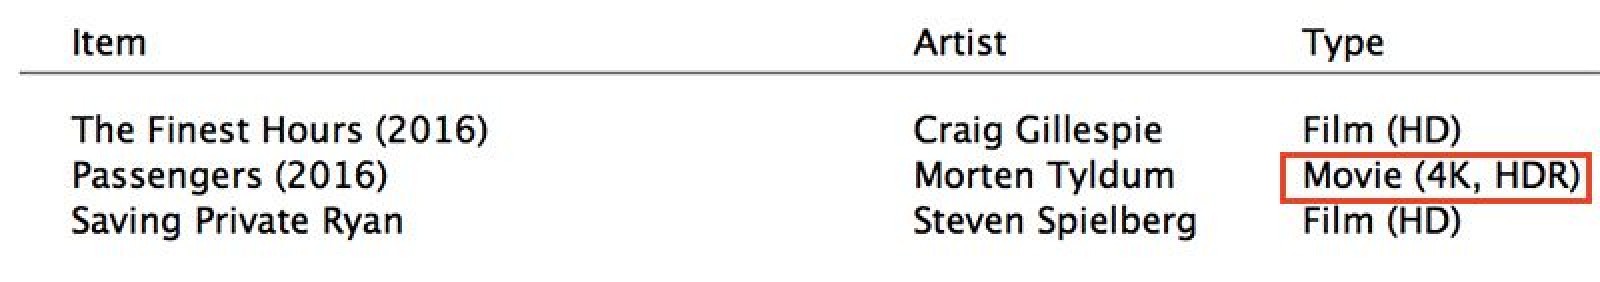 Item Artist Type
The Finest Hours (2016) Craig Gillespie Film (HD)
Passengers (2016) Morten Tyldum Movie (4K, HDR)
Saving Private Ryan Steven Spielberg Film (HD)